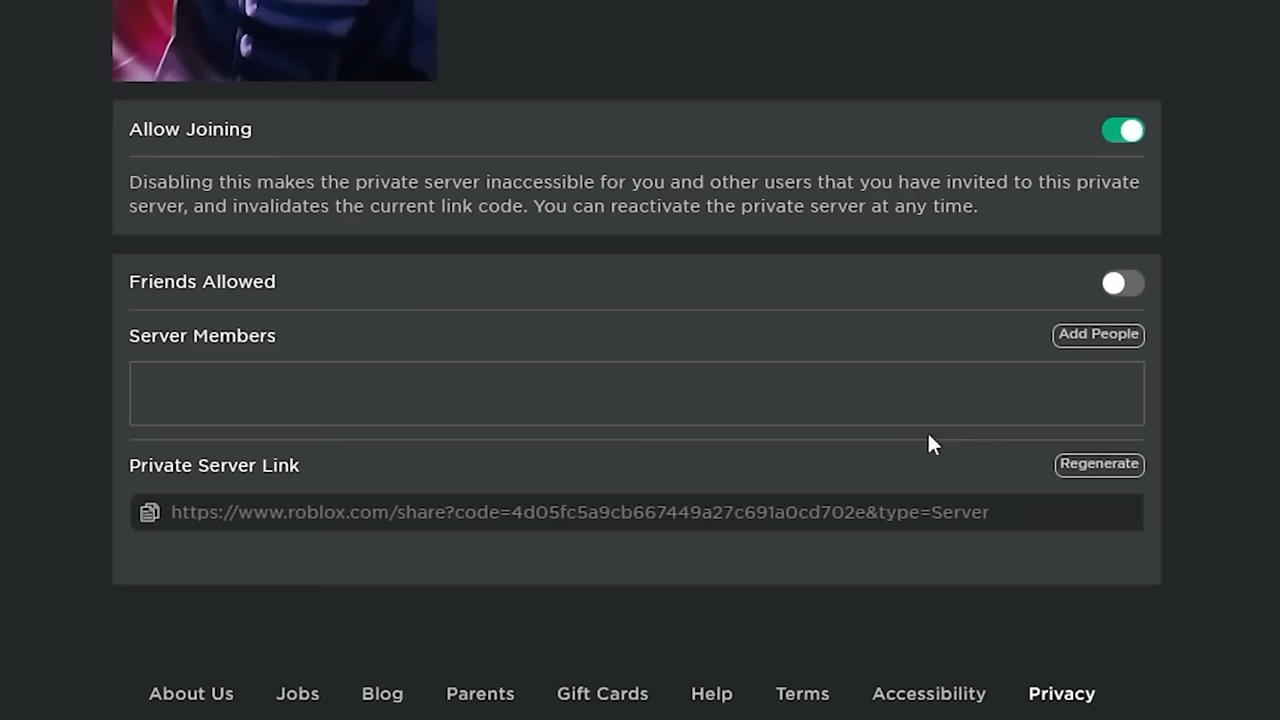 Allow Joining
Disabling this makes the private server inaccessible for you and other users that you have invited to this private
server, and invalidates the current link code. You can reactivate the private server at any time.
Friends Allowed
Server Members
Add People
Private Server Link
Regenerate
https://www.roblox.com/share?code=4d05fc5a9cb667449a27c691a0cd702e&type=Server
About Us
Jobs
Blog
Parents
Gift Cards
Help
Terms
Accessibility
Privacy